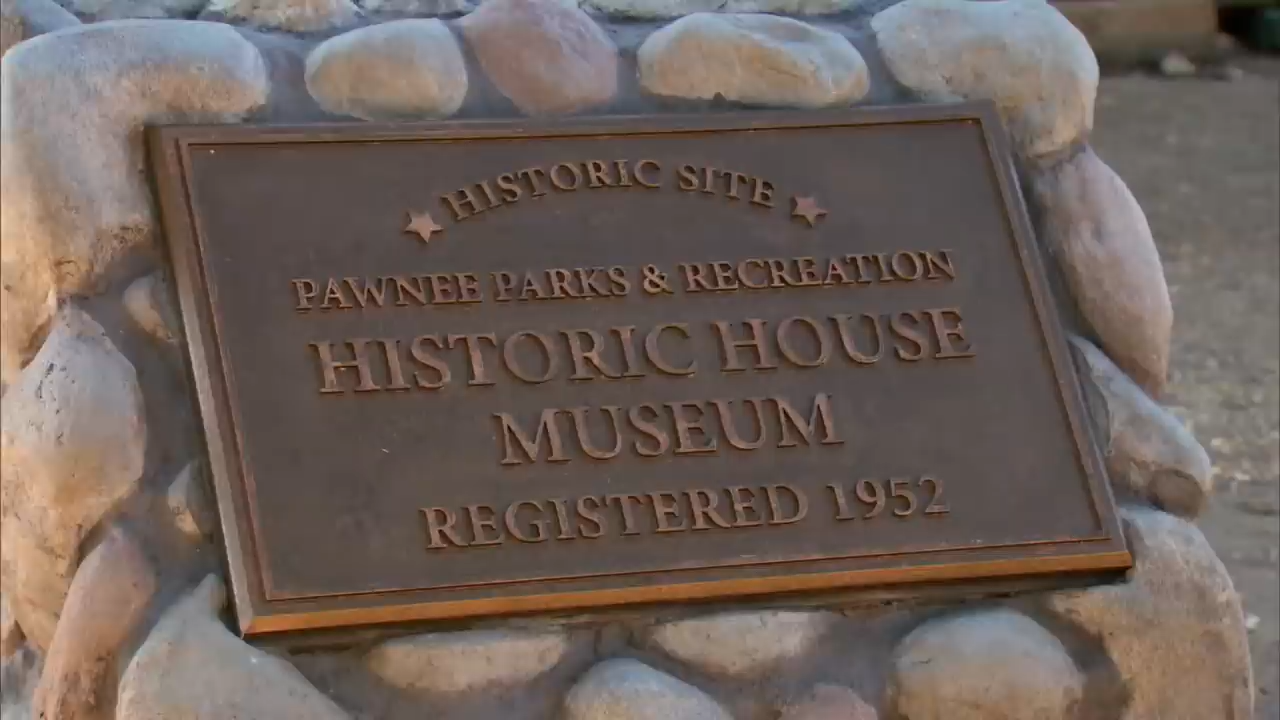 HISTORIC SITE
PAWNEE PARKS & RECREATION
HISTORIC HOUSE
MUSEUM
REGISTERED 1952